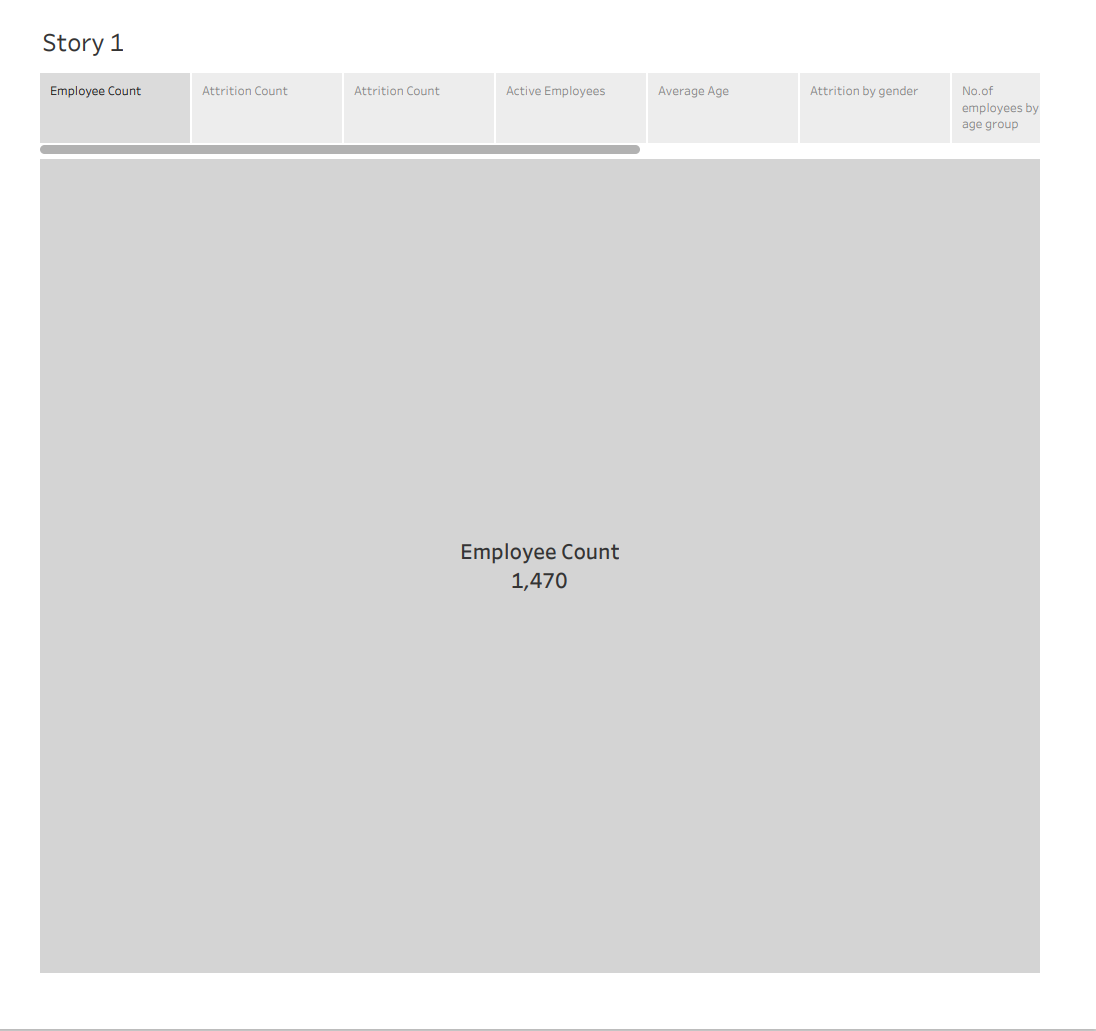 Story 1
Employee Count
Attrition Count
Attrition Count
Active Employees
Average Age
Attrition by gender
No.of
employees by
age group
Employee Count
1,470